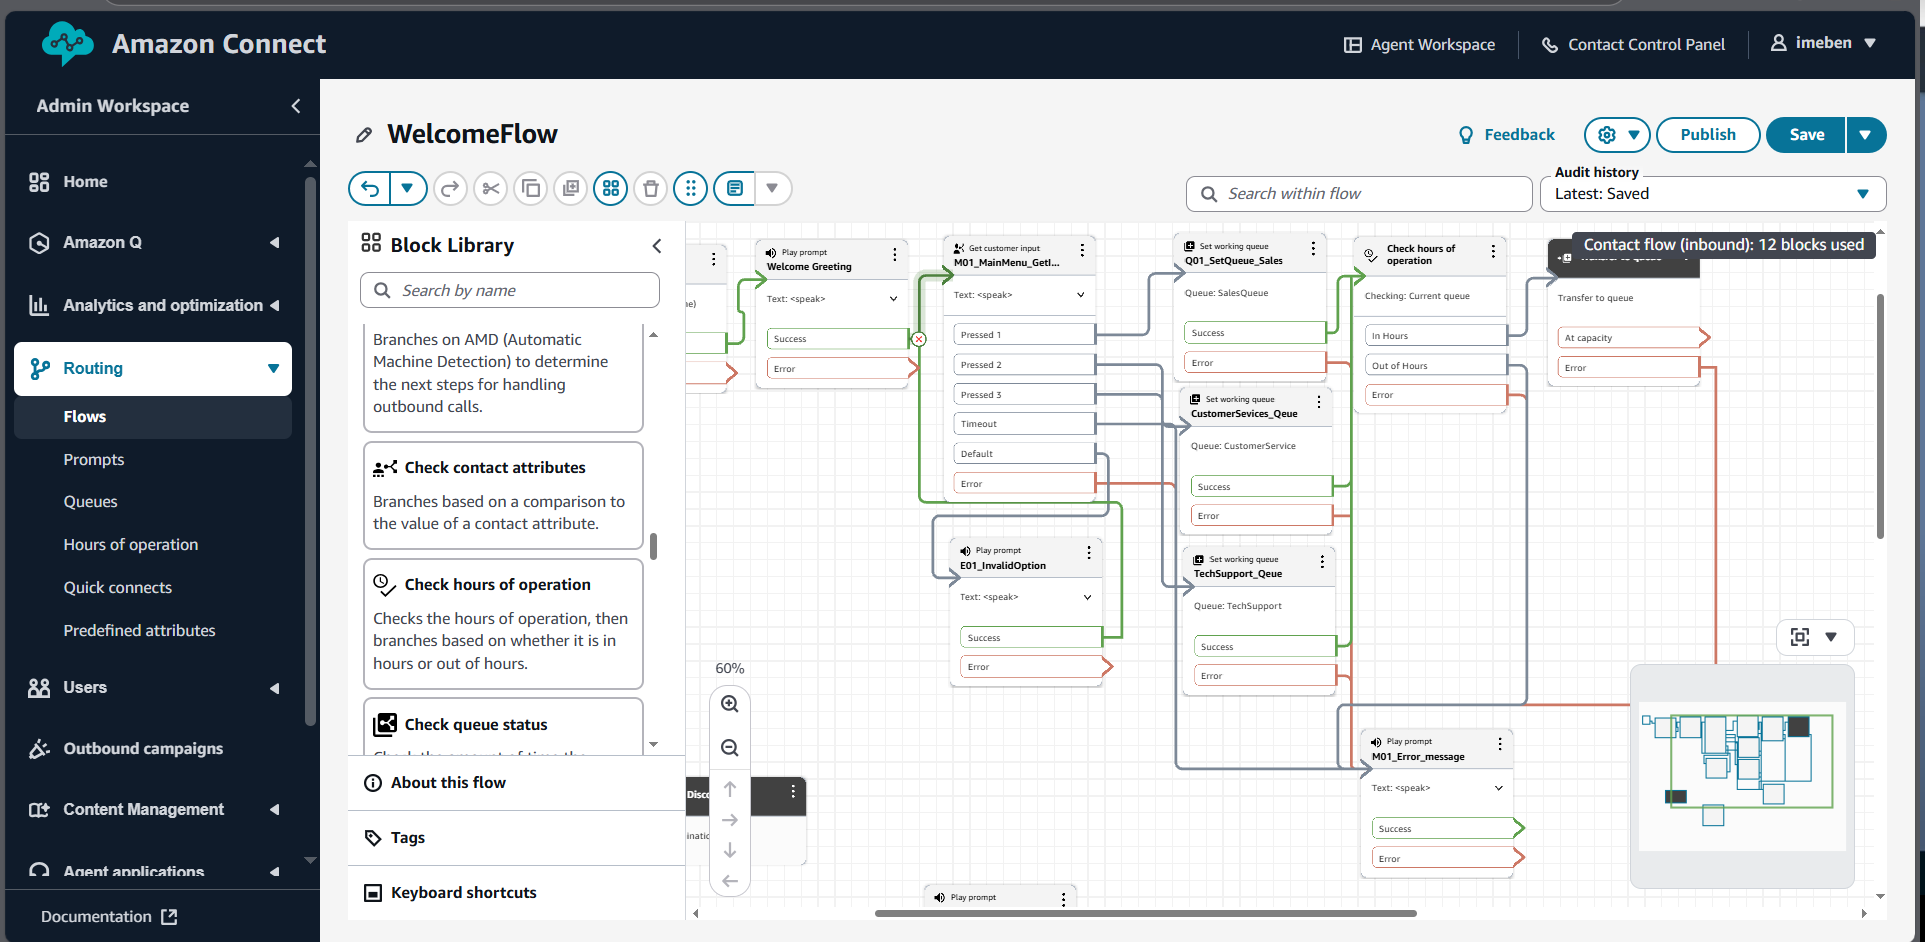 Amazon Connect
Agent Workspace
Contact Control Panel
imeben
Admin Workspace
Home
Amazon Q
Analytics and optimization
Routing
Flows
Prompts
Queues
Hours of operation
Quick connects
Predefined attributes
Users
Outbound campaigns
Content Management
Agent applications
Documentation
WelcomeFlow
Feedback
Publish
Save
Search within flow
Audit history
Latest: Saved
Contact flow (inbound): 12 blocks used
Block Library
Search by name
Branches on AMD (Automatic
Machine Detection) to determine
the next steps for handling
outbound calls.
Check contact attributes
Branches based on a comparison to
the value of a contact attribute.
Check hours of operation
Checks the hours of operation, then
branches based on whether it is in
hours or out of hours.
Check queue status
About this flow
Tags
Keyboard shortcuts
60%
Play prompt
Welcome Greeting
Text: <speak>
Success
Error
Get customer input
M01_MainMenu_GetI...
Text: <speak>
Pressed 1
Pressed 2
Pressed 3
Timeout
Default
Error
Set working queue
Q01_SetQueue_Sales
Queue: SalesQueue
Success
Error
Check hours of
operation
Checking: Current queue
In Hours
Out of Hours
Error
Transfer to queue
At capacity
Error
Set working queue
CustomerSevices_Qeue
Queue: CustomerService
Success
Error
Play prompt
E01_InvalidOption
Text: <speak>
Success
Error
Set working queue
TechSupport_Qeue
Queue: TechSupport
Success
Error
Play prompt
M01_Error_message
Text: <speak>
Success
Error
Disco
Play prompt